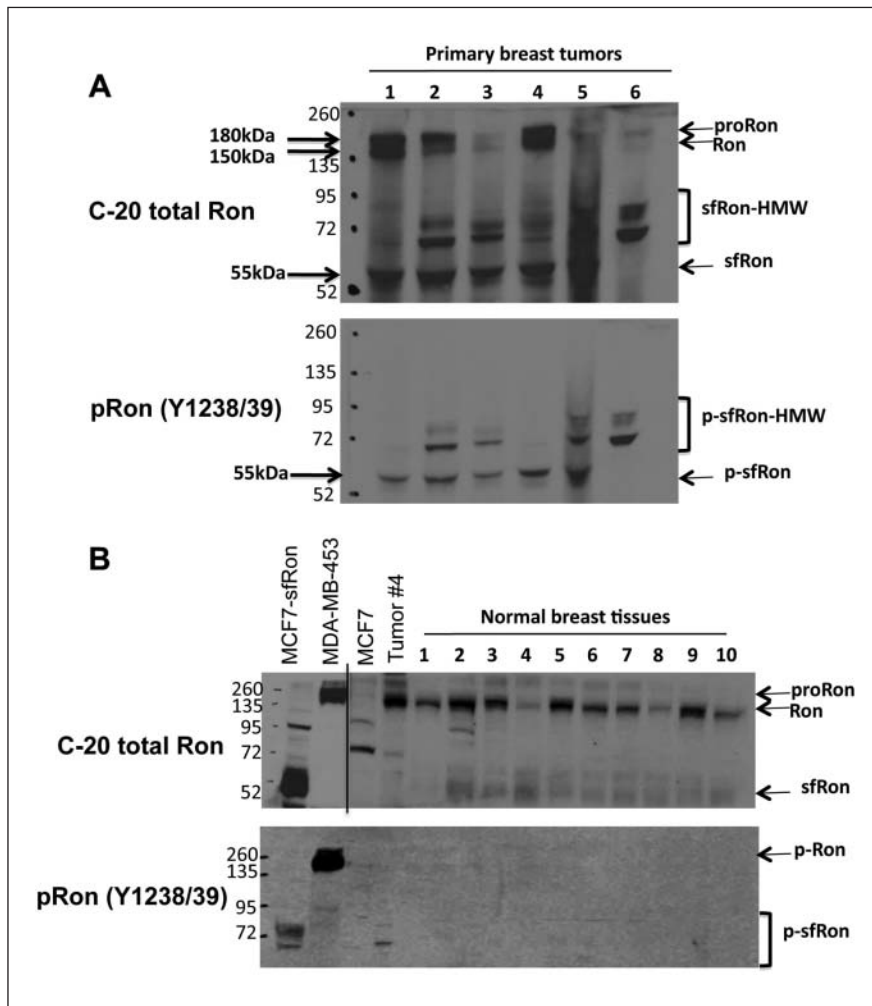 Primary breast tumors
A
1 2 3 4 5 6
260
180kDa
150kDa
135
95
72
55kDa
52
C-20 total Ron
proRon
Ron
sfRon-HMW
sfRon
260
135
95
72
55kDa
52
pRon (Y1238/39)
p-sfRon-HMW
p-sfRon
B
MCF7-sfRon
MDA-MB-453
MCF7
Tumor #4
Normal breast tissues
1 2 3 4 5 6 7 8 9 10
260
135
95
72
52
C-20 total Ron
proRon
Ron
sfRon
260
135
95
72
pRon (Y1238/39)
p-Ron
p-sfRon